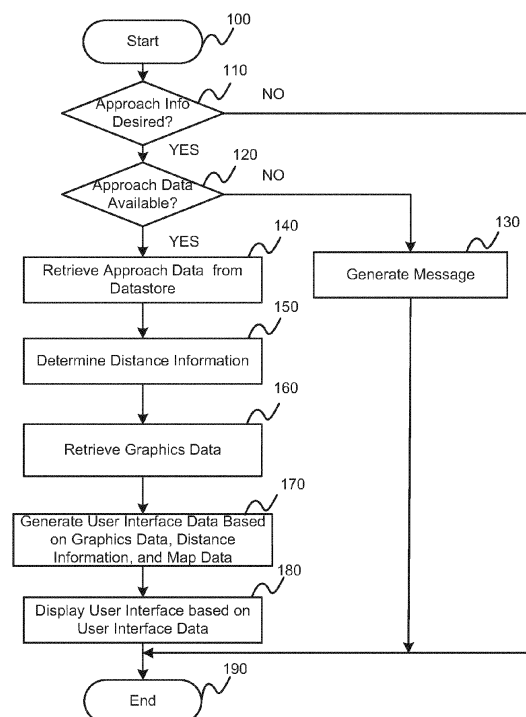 100
Start
110
Approach Info
Desired?
NO
YES
120
Approach Data
Available?
NO
YES
130
Generate Message
140
Retrieve Approach Data from
Datastore
150
Determine Distance Information
160
Retrieve Graphics Data
170
Generate User Interface Data Based
on Graphics Data, Distance
Information, and Map Data
180
Display User Interface based on
User Interface Data
190
End